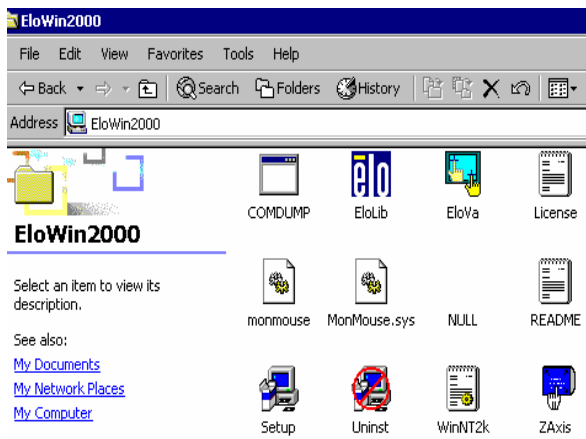 EloWin2000
File Edit View Favorites Tools Help
Back Search Folders History
Address EloWin2000
ēlo
COMDUMP EloLib EloVa License
EloWin2000
Select an item to view its
description.
monmouse MonMouse.sys NULL README
See also:
My Documents
My Network Places
My Computer
Setup Uninst WinNT2k ZAxis